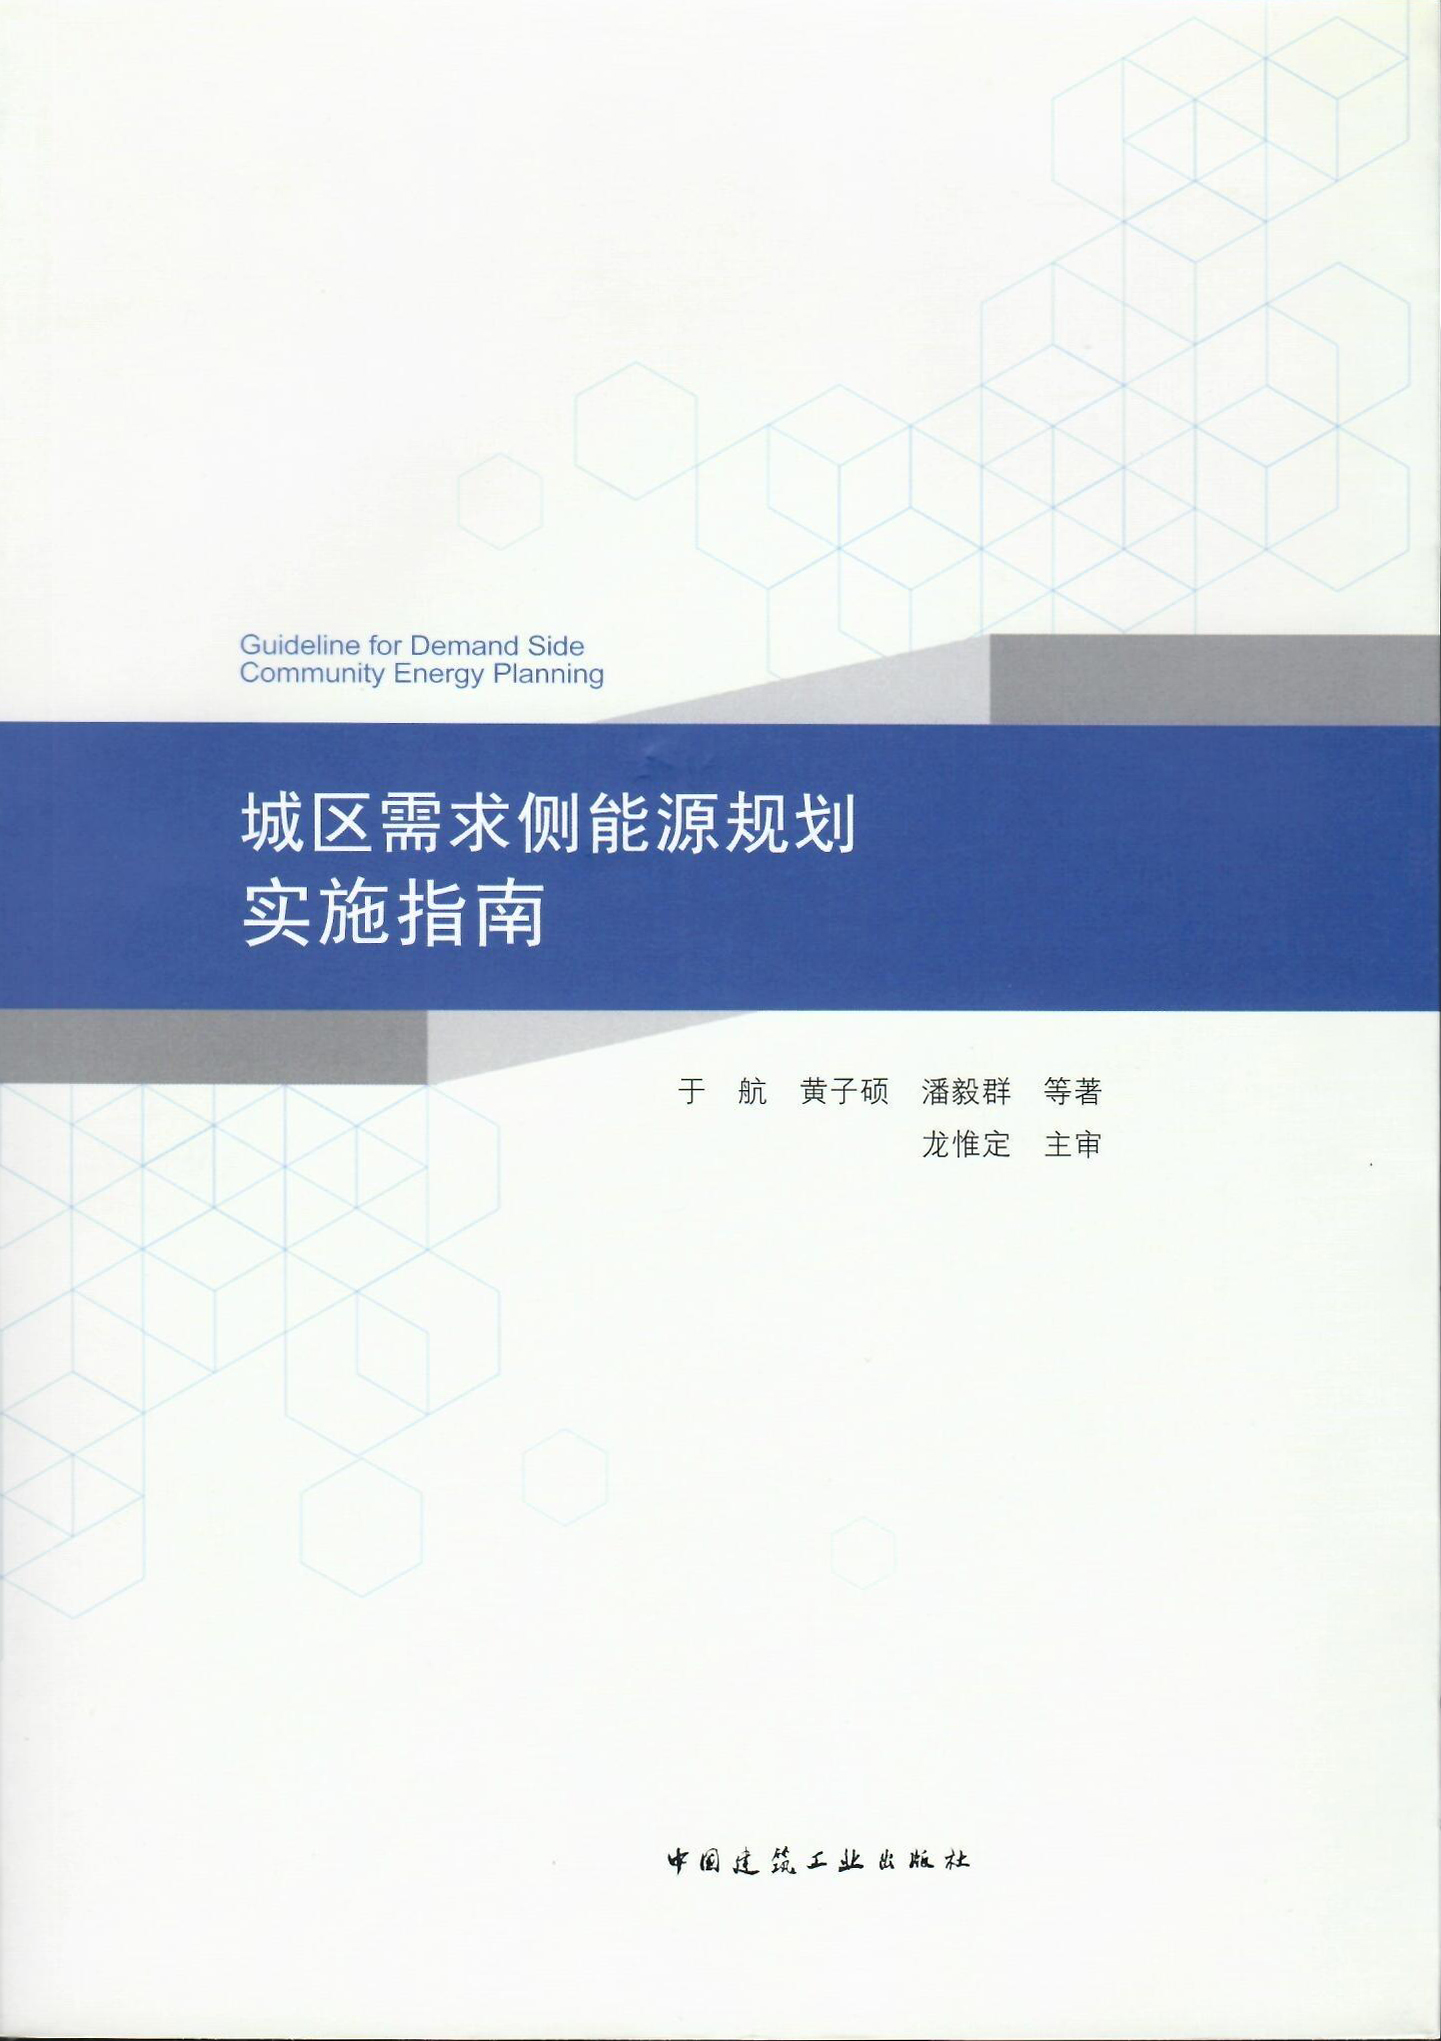 Guideline for Demand Side
Community Energy Planning
城区需求侧能源规划
实施指南
于 航 黄子硕 潘毅群 等著
龙惟定 主审
中国建筑工业出版社